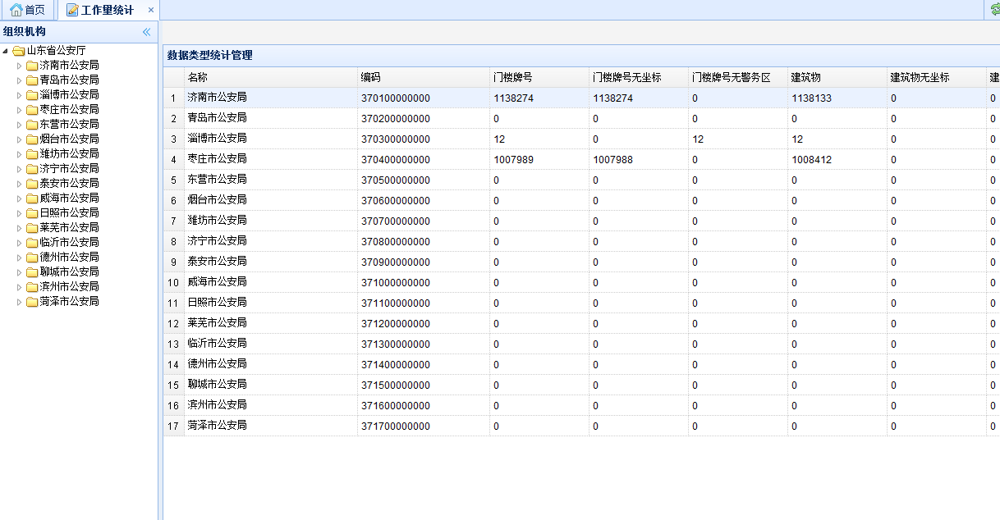 首页 工作量统计 ×
组织机构 «
山东省公安厅
济南市公安局
青岛市公安局
淄博市公安局
枣庄市公安局
东营市公安局
烟台市公安局
潍坊市公安局
济宁市公安局
泰安市公安局
威海市公安局
日照市公安局
莱芜市公安局
临沂市公安局
德州市公安局
聊城市公安局
滨州市公安局
菏泽市公安局
数据类型统计管理
名称 编码 门楼牌号 门楼牌号无坐标 门楼牌号无警务区 建筑物 建筑物无坐标 建
1 济南市公安局 370100000000 1138274 1138274 0 1138133 0 0
2 青岛市公安局 370200000000 0 0 0 0 0 0
3 淄博市公安局 370300000000 12 0 12 12 0 0
4 枣庄市公安局 370400000000 1007989 1007988 0 1008412 0 0
5 东营市公安局 370500000000 0 0 0 0 0 0
6 烟台市公安局 370600000000 0 0 0 0 0 0
7 潍坊市公安局 370700000000 0 0 0 0 0 0
8 济宁市公安局 370800000000 0 0 0 0 0 0
9 泰安市公安局 370900000000 0 0 0 0 0 0
10 威海市公安局 371000000000 0 0 0 0 0 0
11 日照市公安局 371100000000 0 0 0 0 0 0
12 莱芜市公安局 371200000000 0 0 0 0 0 0
13 临沂市公安局 371300000000 0 0 0 0 0 0
14 德州市公安局 371400000000 0 0 0 0 0 0
15 聊城市公安局 371500000000 0 0 0 0 0 0
16 滨州市公安局 371600000000 0 0 0 0 0 0
17 菏泽市公安局 371700000000 0 0 0 0 0 0